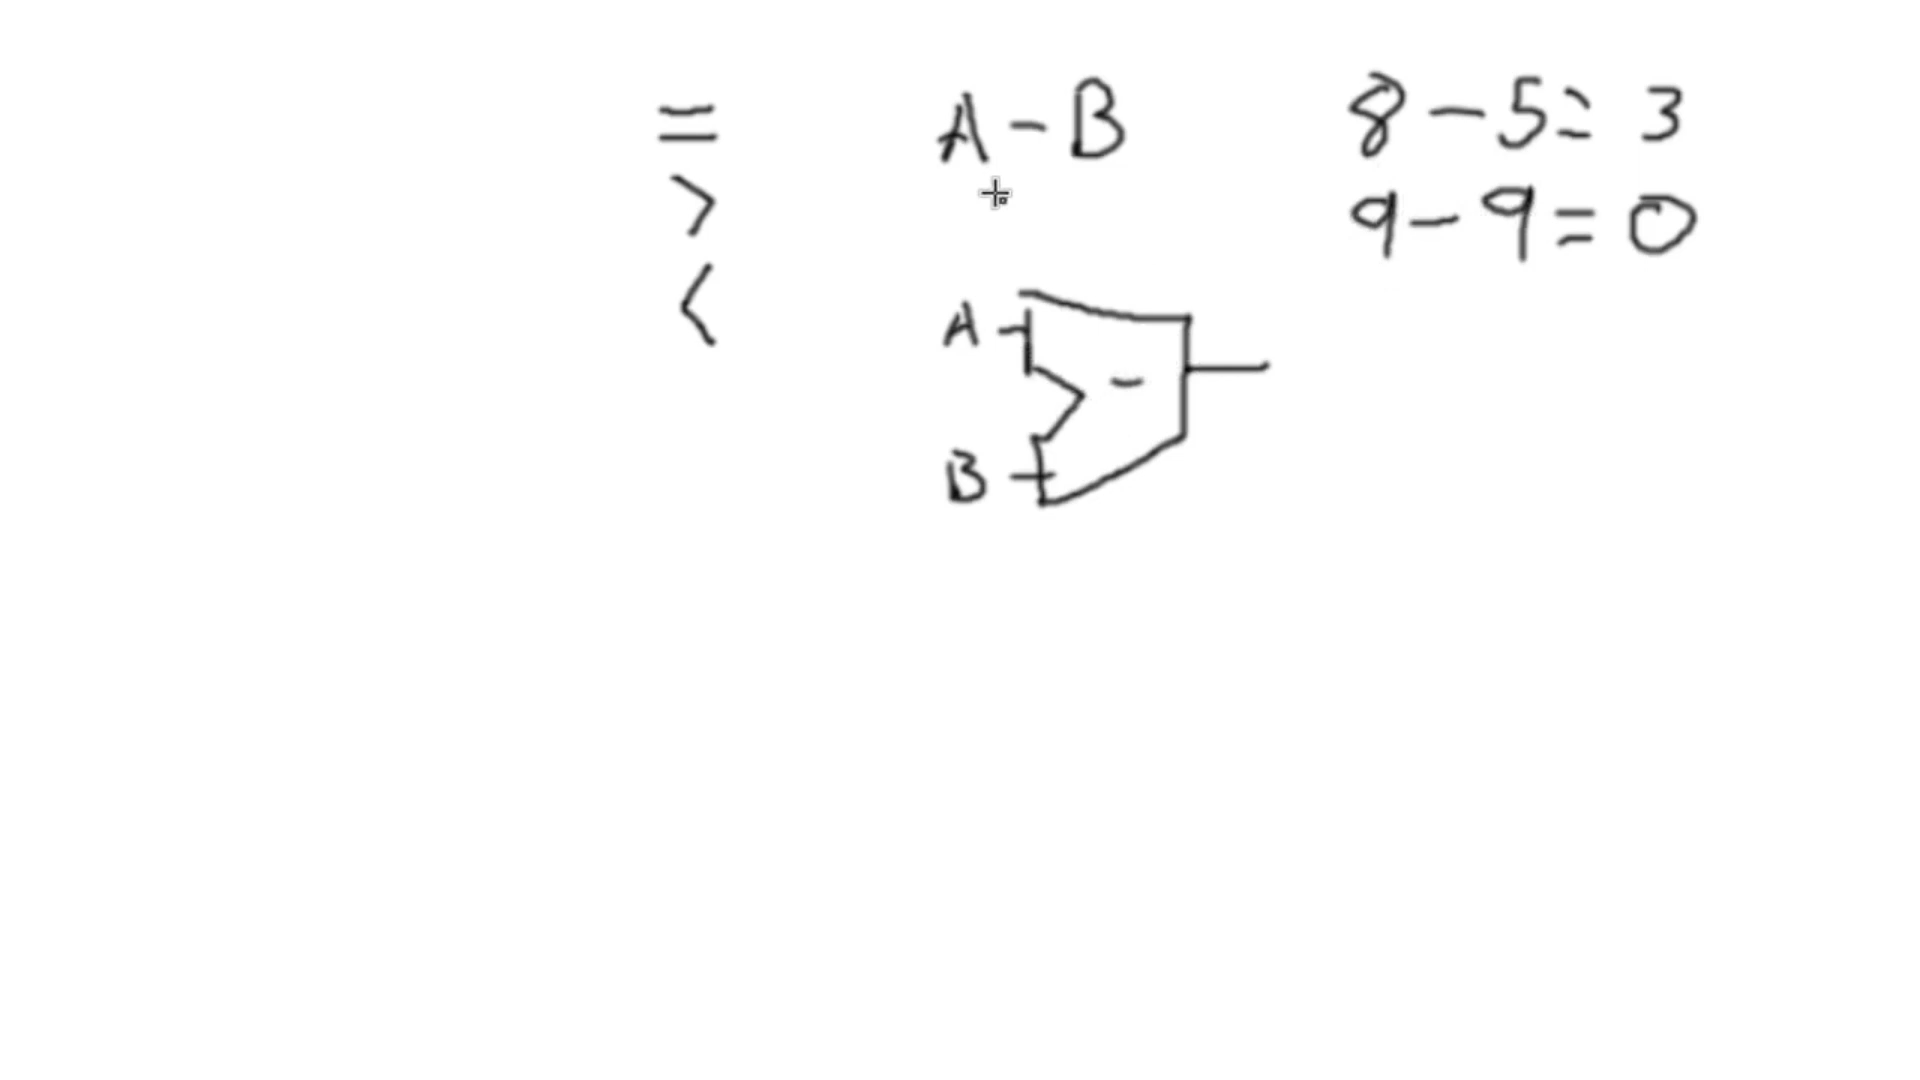 = A - B 8 - 5 = 3
> 9 - 9 = 0
<
A
-
B